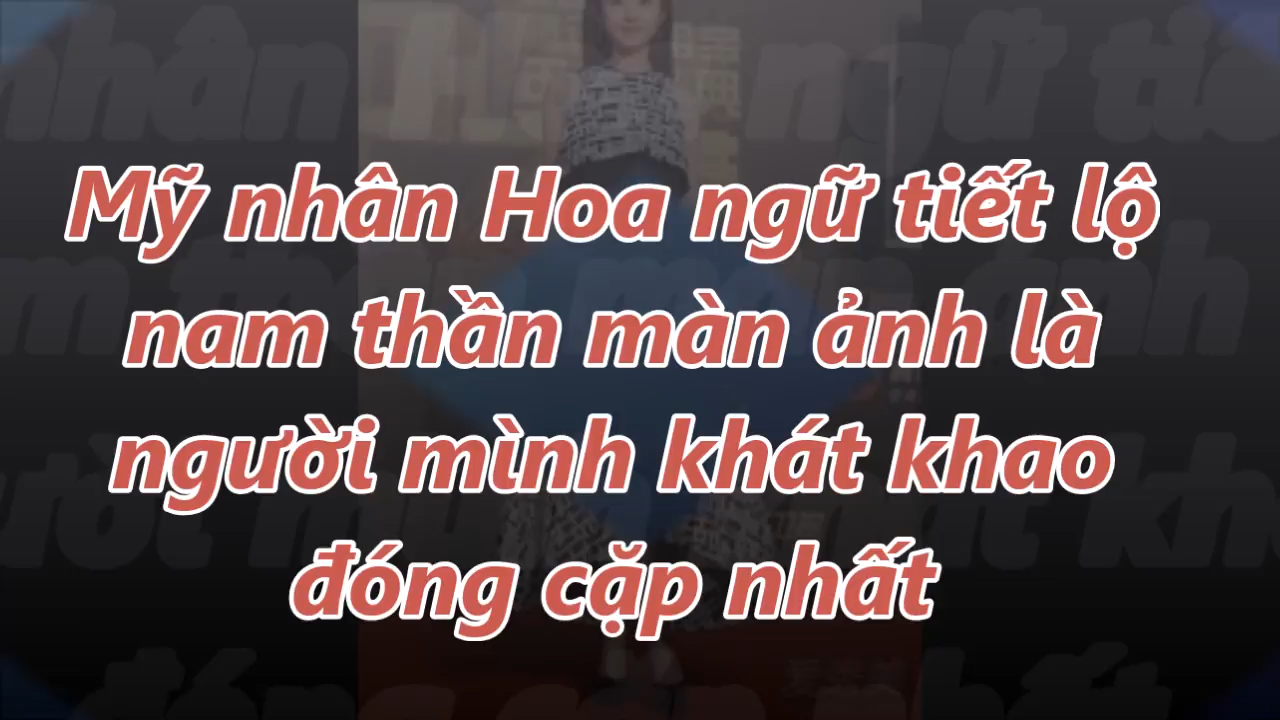 Mỹ nhân Hoa ngữ tiết lộ
nam thần màn ảnh là
người mình khát khao
đóng cặp nhất